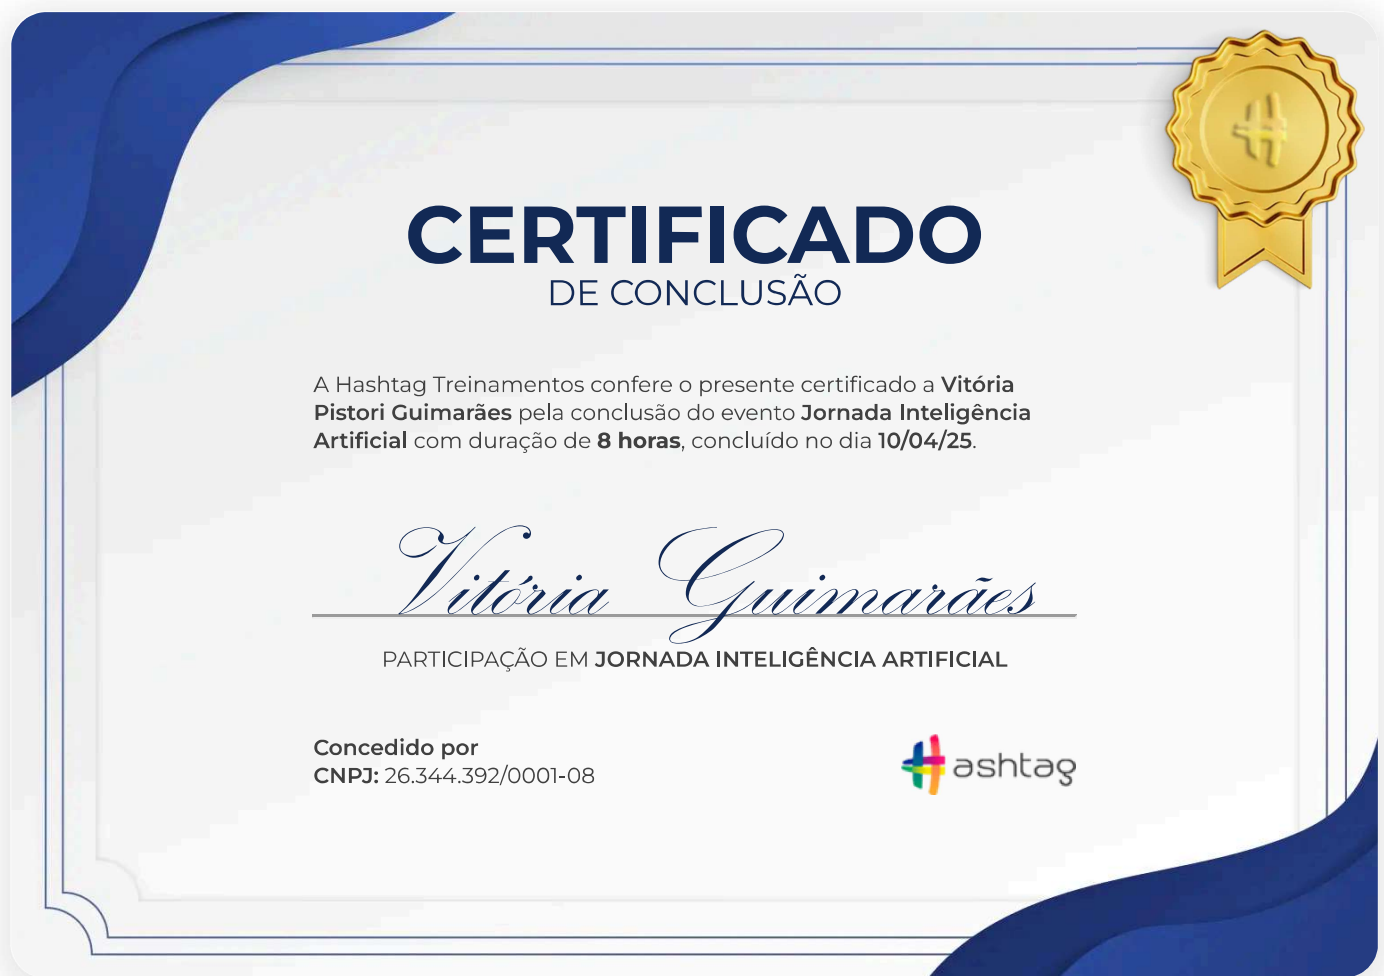 CERTIFICADO
DE CONCLUSÃO
A Hashtag Treinamentos confere o presente certificado a Vitória
Pistori Guimarães pela conclusão do evento Jornada Inteligência
Artificial com duração de 8 horas, concluído no dia 10/04/25.
Vitória Guimarães
PARTICIPAÇÃO EM JORNADA INTELIGÊNCIA ARTIFICIAL
Concedido por
CNPJ: 26.344.392/0001-08
ashtag